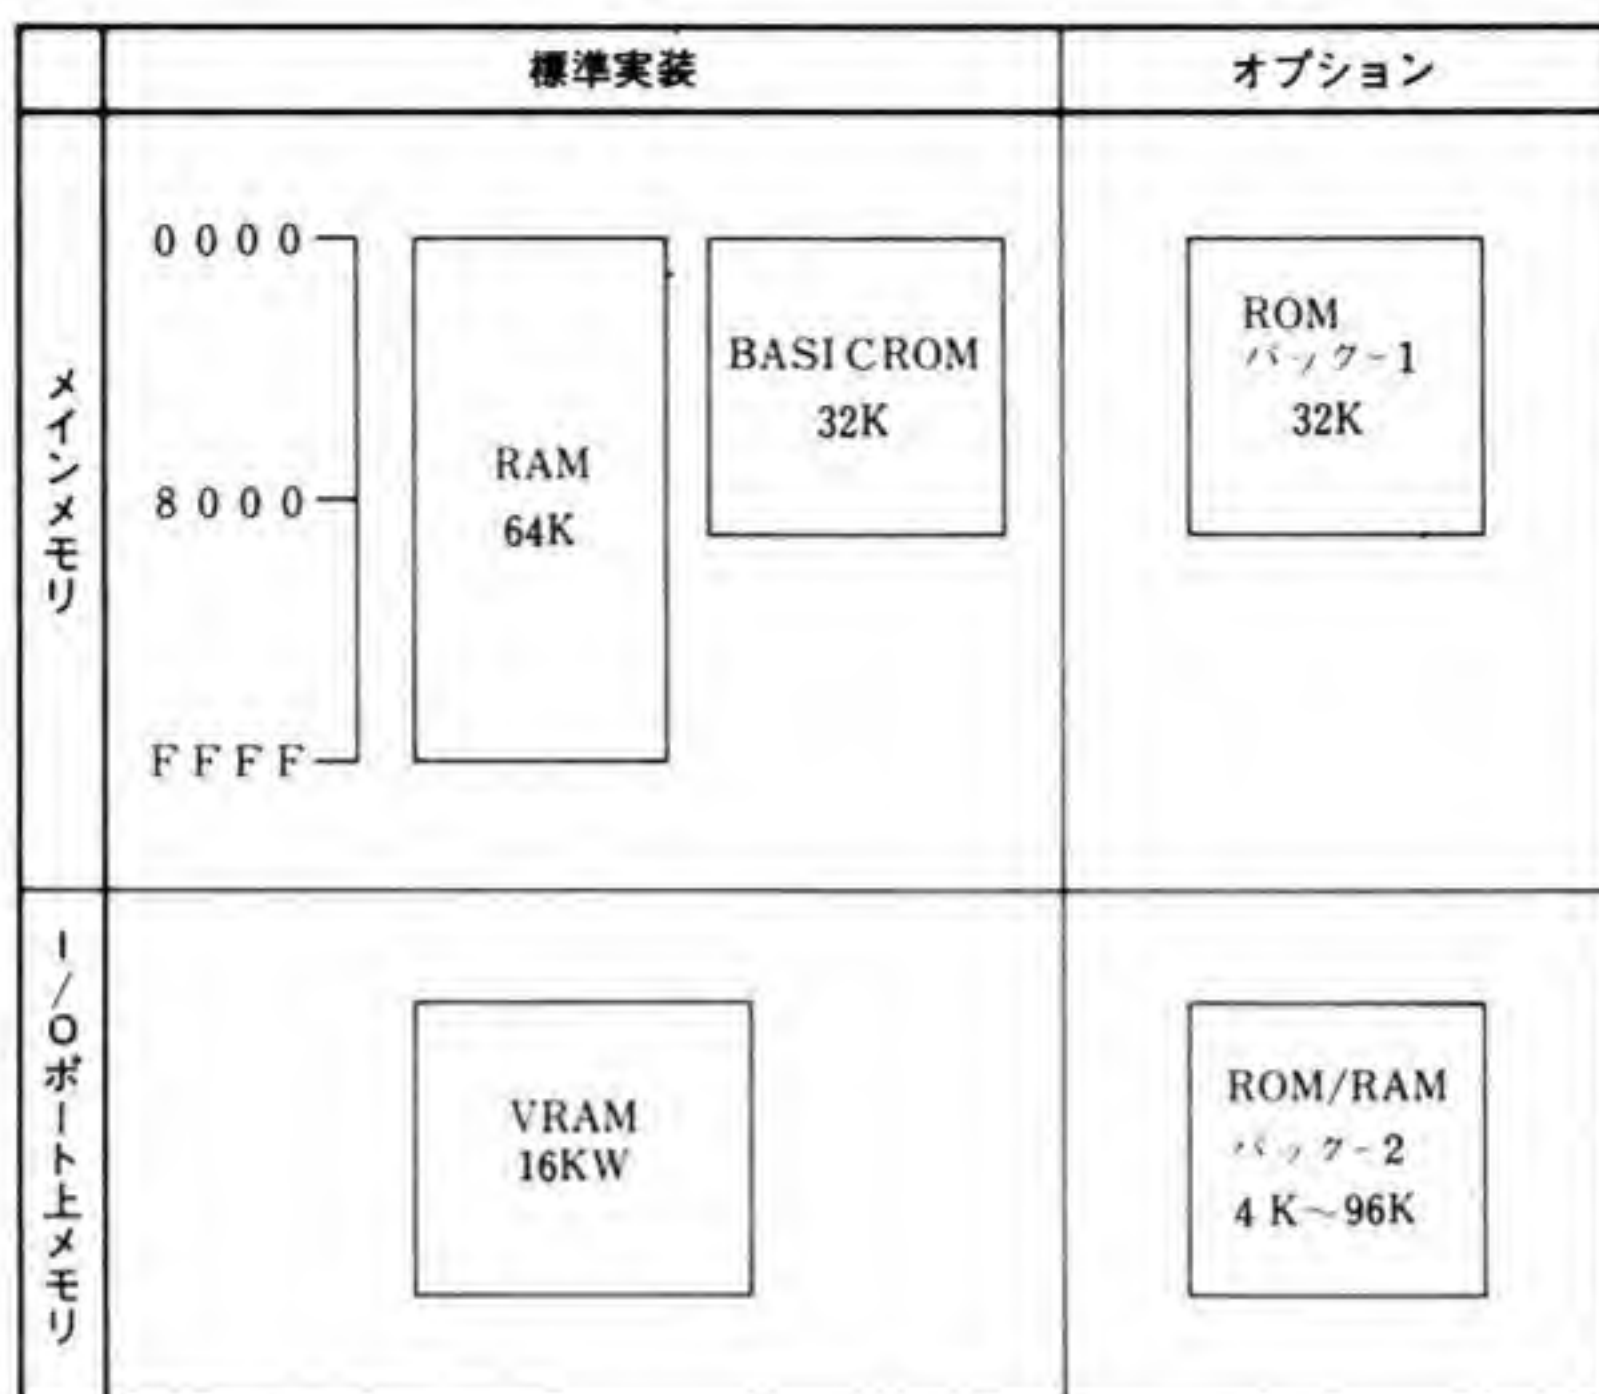 標準実装
オプション
メインメモリ
0000
8000
FFFF
RAM
64K
BASICROM
32K
ROM
パック-1
32K
I/Oポート上メモリ
VRAM
16KW
ROM/RAM
パック-2
4K〜96K